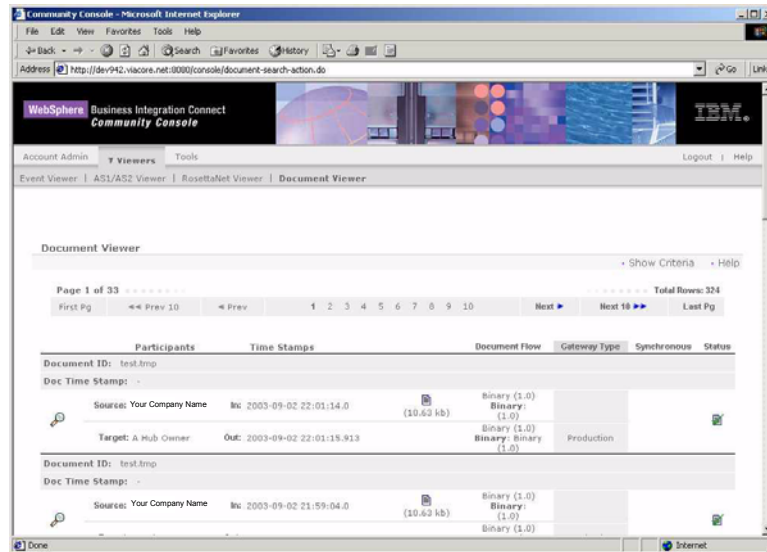 Community Console - Microsoft Internet Explorer
File Edit View Favorites Tools Help
Back Search Favorites History
Address http://dev942.viacore.net:8080/console/document-search-action.do Go Link
WebSphere Business Integration Connect
Community Console
IBM
Account Admin 7 Viewers Tools Logout | Help
Event Viewer | AS1/AS2 Viewer | RosettaNet Viewer | Document Viewer
Document Viewer
Show Criteria Help
Page 1 of 33 Total Rows: 324
First Pg Prev 10 Prev 1 2 3 4 5 6 7 8 9 10 Next Next 10 Last Pg
Participants Time Stamps Document Flow Gateway Type Synchronous Status
Document ID: test.tmp
Doc Time Stamp: -
Source: Your Company Name In: 2003-09-02 22:01:14.0 (10.63 kb) Binary (1.0)
Binary:
(1.0)
Target: A Hub Owner Out: 2003-09-02 22:01:15.913 Binary (1.0)
Binary: Binary
(1.0) Production
Document ID: test.tmp
Doc Time Stamp: -
Source: Your Company Name In: 2003-09-02 21:59:04.0 (10.63 kb) Binary (1.0)
Binary:
(1.0)
Binary (1.0)
Done Internet